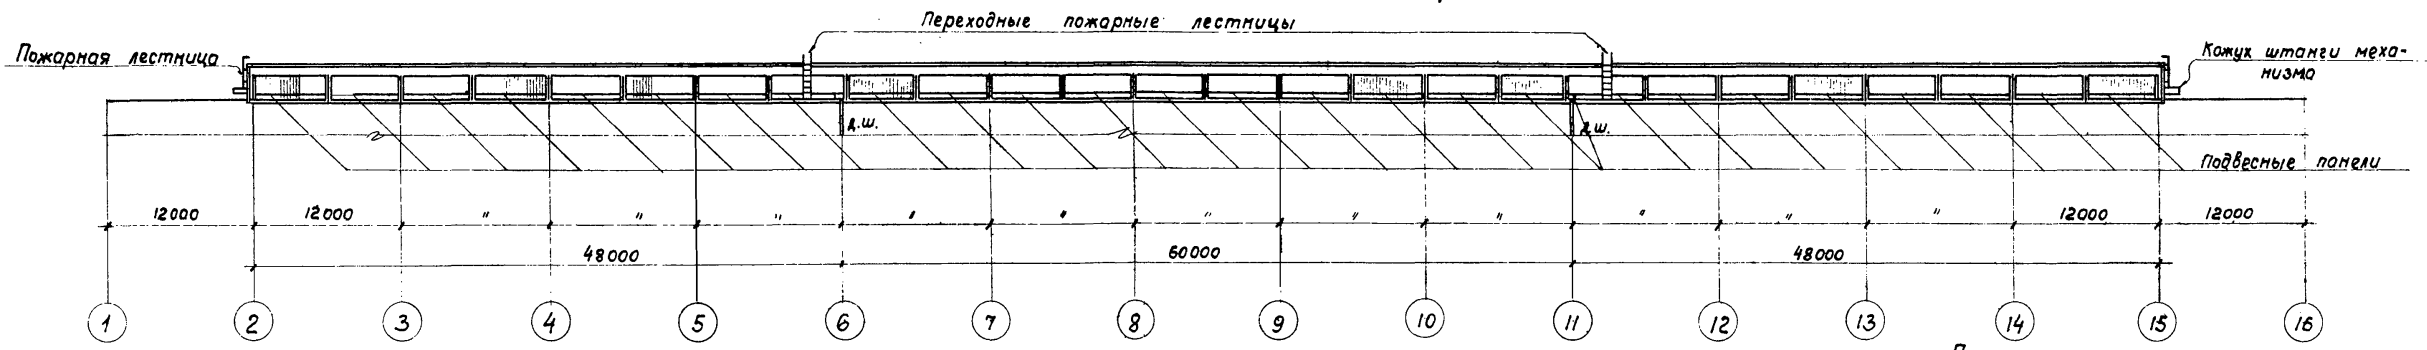 Переходные пожарные лестницы
Пожарная лестница
Кожух штанги меха-
низма
д.ш. д.ш.
Подвесные панели
12000 12000 " " " " " " " " " " " 12000 12000
48000 60000 48000
1 2 3 4 5 6 7 8 9 10 11 12 13 14 15 16